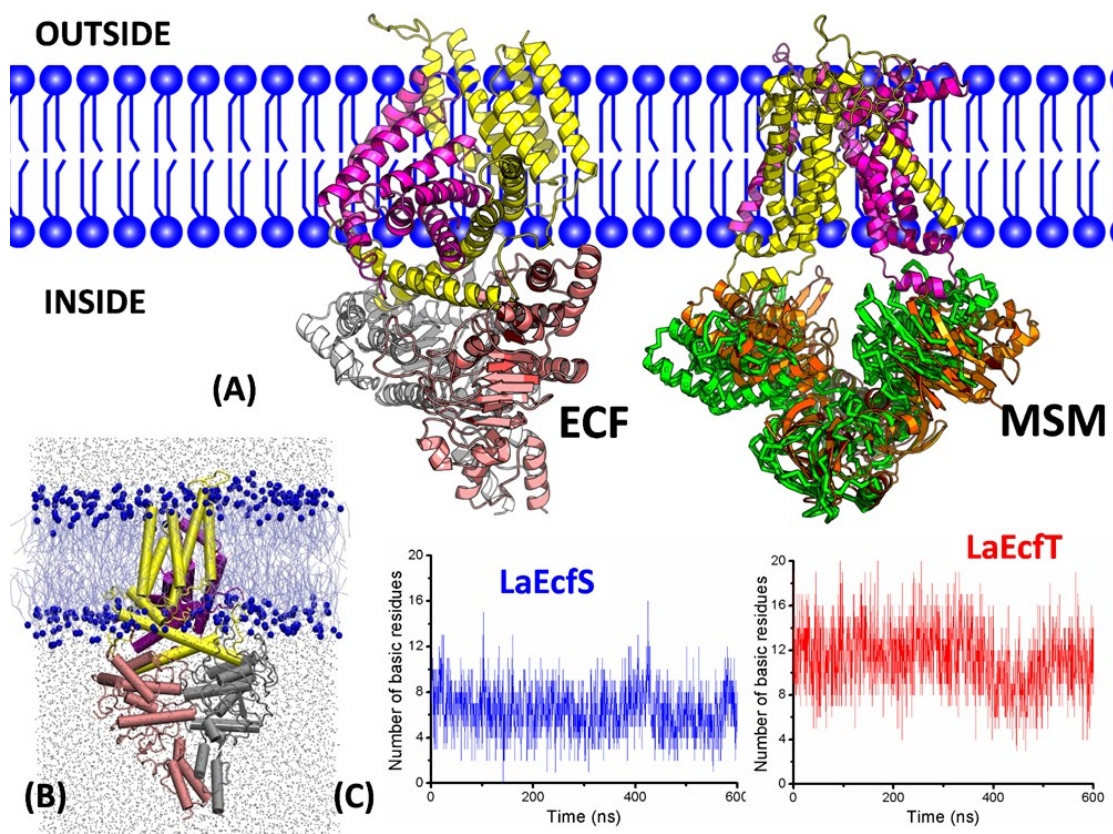 OUTSIDE
INSIDE
(A)
ECF
MSM
(B)
(C)
LaEcfS
Number of basic residues
20
16
12
8
4
0
0
200
400
600
Time (ns)
LaEcfT
Number of basic residues
20
16
12
8
4
0
0
200
400
600
Time (ns)